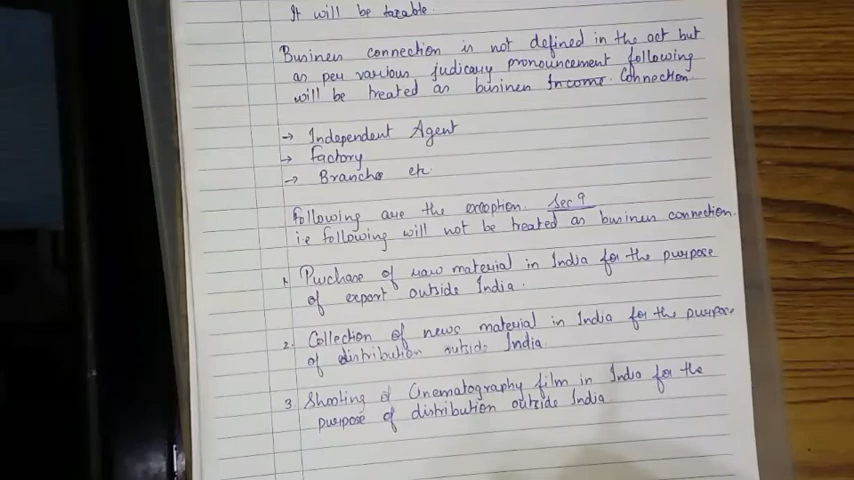 It will be taxable.
Business connection is not defined in the act but
as per various judicary pronouncement following
will be treated as business Income Connection
→ Independent Agent
→ Factory
→ Branches etc.
Following are the exception. Sec 9
i.e following will not be treated as business connection.
1. Purchase of raw material in India for the purpose
of export outside India.
2. Collection of news material in India for the purpose
of distribution outside India
3 Shooting of Cinematography film in India for the
purpose of distribution outside India